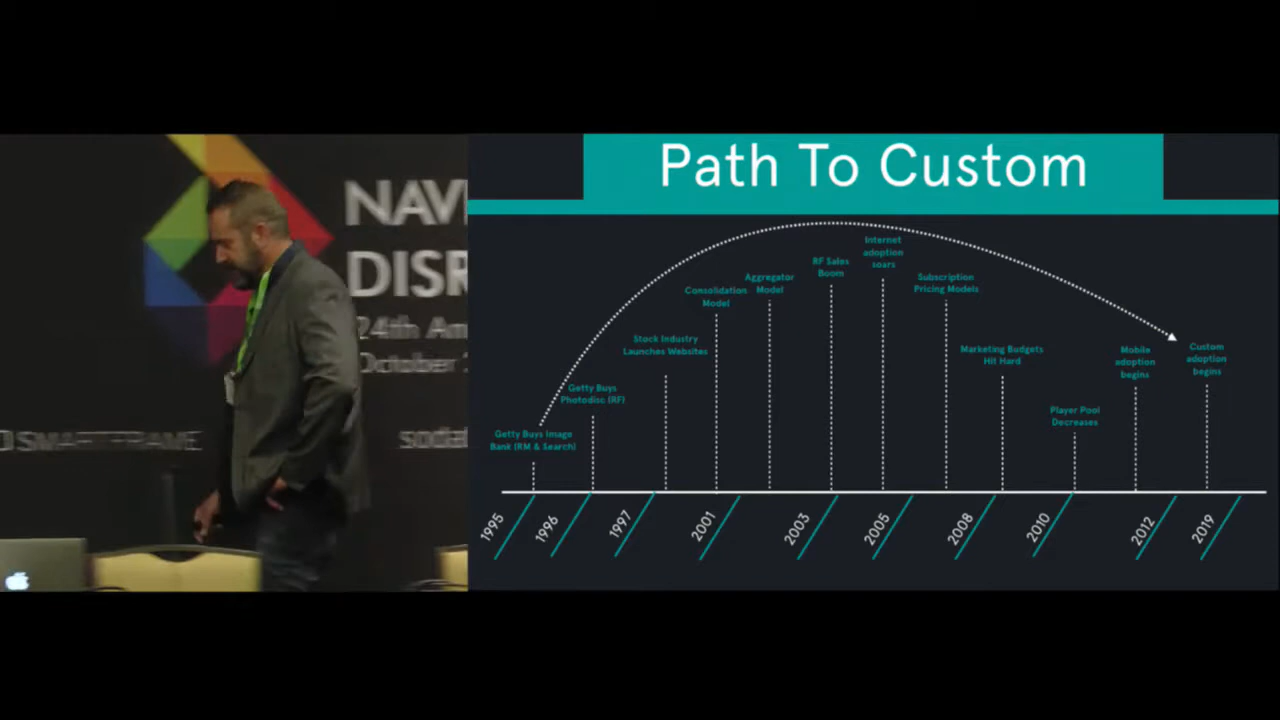 NAV
DISR
24th An
October 2
SMARTFRAME
social
Path To Custom
Getty Buys Image
Bank (RM & Search)
Getty Buys
Photodisc (RF)
Stock Industry
Launches Websites
Consolidation
Model
Aggregator
Model
RF Sales
Boom
Internet
adoption
soars
Subscription
Pricing Models
Marketing Budgets
Hit Hard
Player Pool
Decreases
Mobile
adoption
begins
Custom
adoption
begins
1995
1996
1997
2001
2003
2005
2008
2010
2012
2019